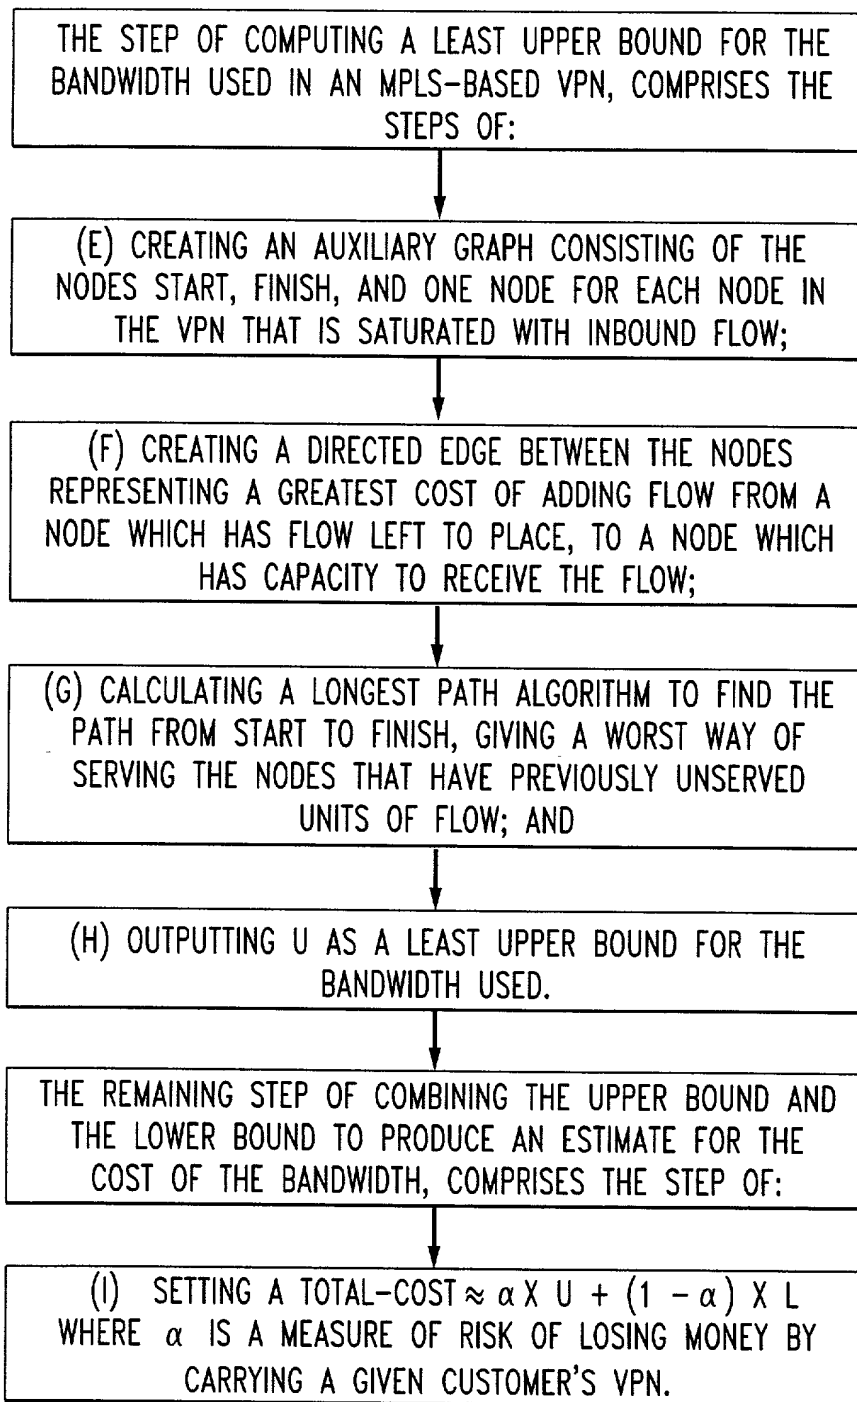 THE STEP OF COMPUTING A LEAST UPPER BOUND FOR THE
BANDWIDTH USED IN AN MPLS-BASED VPN, COMPRISES THE
STEPS OF:
(E) CREATING AN AUXILIARY GRAPH CONSISTING OF THE
NODES START, FINISH, AND ONE NODE FOR EACH NODE IN
THE VPN THAT IS SATURATED WITH INBOUND FLOW;
(F) CREATING A DIRECTED EDGE BETWEEN THE NODES
REPRESENTING A GREATEST COST OF ADDING FLOW FROM A
NODE WHICH HAS FLOW LEFT TO PLACE, TO A NODE WHICH
HAS CAPACITY TO RECEIVE THE FLOW;
(G) CALCULATING A LONGEST PATH ALGORITHM TO FIND THE
PATH FROM START TO FINISH, GIVING A WORST WAY OF
SERVING THE NODES THAT HAVE PREVIOUSLY UNSERVED
UNITS OF FLOW; AND
(H) OUTPUTTING U AS A LEAST UPPER BOUND FOR THE
BANDWIDTH USED.
THE REMAINING STEP OF COMBINING THE UPPER BOUND AND
THE LOWER BOUND TO PRODUCE AN ESTIMATE FOR THE
COST OF THE BANDWIDTH, COMPRISES THE STEP OF:
(I) SETTING A TOTAL-COST ≈ α X U + (1 - α) X L
WHERE α IS A MEASURE OF RISK OF LOSING MONEY BY
CARRYING A GIVEN CUSTOMER'S VPN.